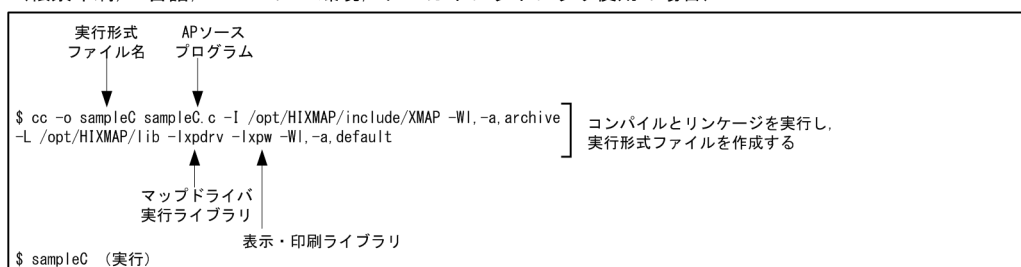 実行形式
ファイル名
APソース
プログラム
$ cc -o sampleC sampleC.c -I /opt/HIXMAP/include/XMAP -Wl,-a,archive
-L /opt/HIXMAP/lib -lxpdrv -lxpw -Wl,-a,default
コンパイルとリンケージを実行し,
実行形式ファイルを作成する
マップドライバ
実行ライブラリ
表示・印刷ライブラリ
$ sampleC （実行）